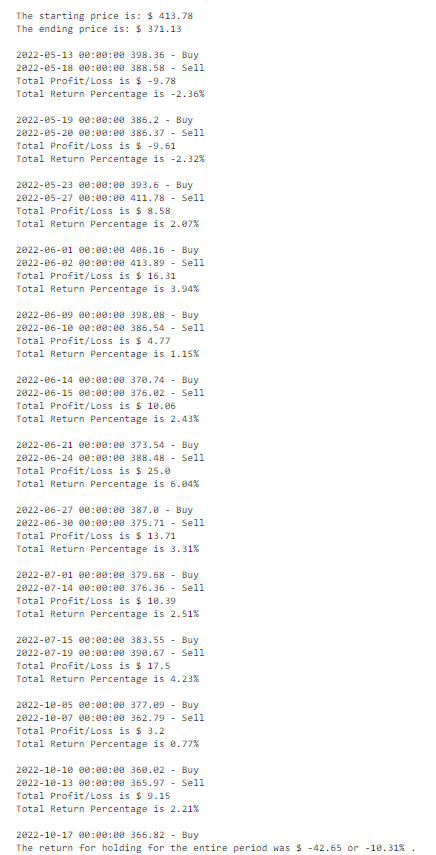 The starting price is: $ 413.78
The ending price is: $ 371.13
2022-05-13 00:00:00 398.36 - Buy
2022-05-18 00:00:00 388.58 - Sell
Total Profit/Loss is $ -9.78
Total Return Percentage is -2.36%
2022-05-19 00:00:00 386.2 - Buy
2022-05-20 00:00:00 386.37 - Sell
Total Profit/Loss is $ -9.61
Total Return Percentage is -2.32%
2022-05-23 00:00:00 393.6 - Buy
2022-05-27 00:00:00 411.78 - Sell
Total Profit/Loss is $ 8.58
Total Return Percentage is 2.07%
2022-06-01 00:00:00 406.16 - Buy
2022-06-02 00:00:00 413.89 - Sell
Total Profit/Loss is $ 16.31
Total Return Percentage is 3.94%
2022-06-09 00:00:00 398.08 - Buy
2022-06-10 00:00:00 386.54 - Sell
Total Profit/Loss is $ 4.77
Total Return Percentage is 1.15%
2022-06-14 00:00:00 370.74 - Buy
2022-06-15 00:00:00 376.02 - Sell
Total Profit/Loss is $ 10.06
Total Return Percentage is 2.43%
2022-06-21 00:00:00 373.54 - Buy
2022-06-24 00:00:00 388.48 - Sell
Total Profit/Loss is $ 25.0
Total Return Percentage is 6.04%
2022-06-27 00:00:00 387.0 - Buy
2022-06-30 00:00:00 375.71 - Sell
Total Profit/Loss is $ 13.71
Total Return Percentage is 3.31%
2022-07-01 00:00:00 379.68 - Buy
2022-07-14 00:00:00 376.36 - Sell
Total Profit/Loss is $ 10.39
Total Return Percentage is 2.51%
2022-07-15 00:00:00 383.55 - Buy
2022-07-19 00:00:00 390.67 - Sell
Total Profit/Loss is $ 17.5
Total Return Percentage is 4.23%
2022-10-05 00:00:00 377.09 - Buy
2022-10-07 00:00:00 362.79 - Sell
Total Profit/Loss is $ 3.2
Total Return Percentage is 0.77%
2022-10-10 00:00:00 360.02 - Buy
2022-10-13 00:00:00 365.97 - Sell
Total Profit/Loss is $ 9.15
Total Return Percentage is 2.21%
2022-10-17 00:00:00 366.82 - Buy
The return for holding for the entire period was $ -42.65 or -10.31% .